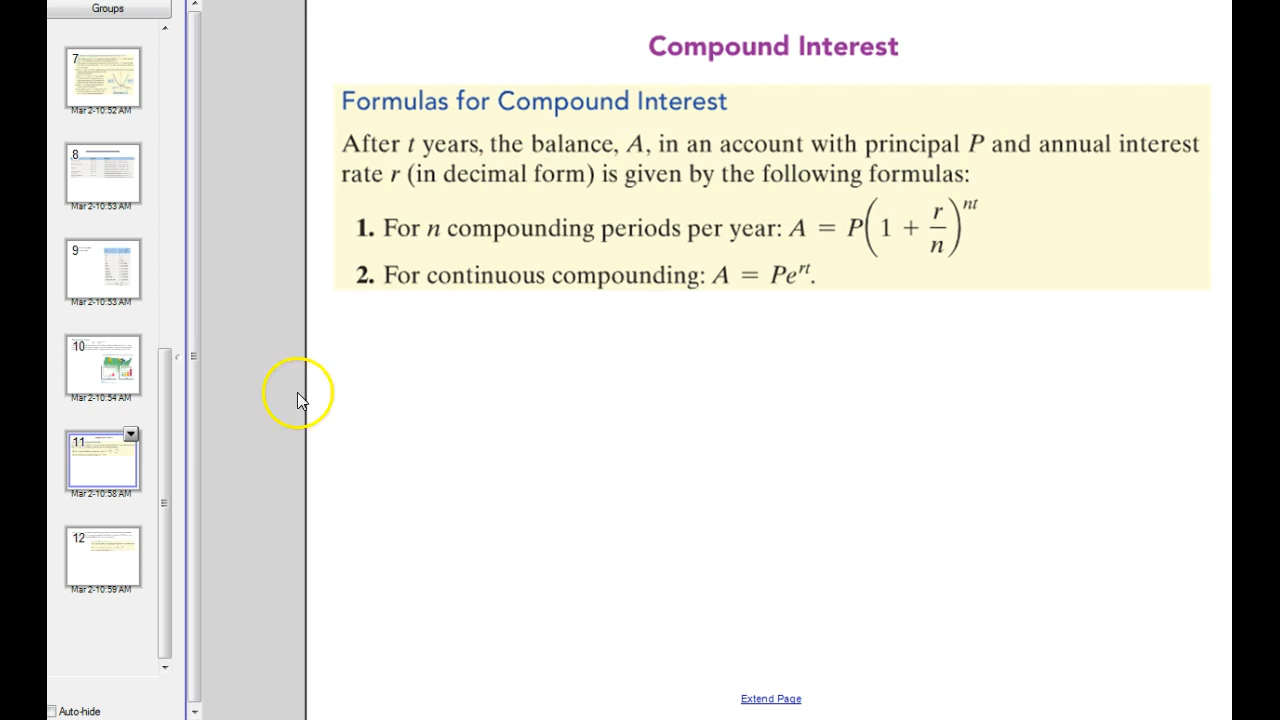 Groups
7
Mar 2-10:52 AM
8
Mar 2-10:53 AM
9
Mar 2-10:53 AM
10
Mar 2-10:54 AM
11
Mar 2-10:58 AM
12
Mar 2-10:59 AM
Auto-hide
Compound Interest
Formulas for Compound Interest
After t years, the balance, A, in an account with principal P and annual interest
rate r (in decimal form) is given by the following formulas:
1. For n compounding periods per year: A = P(1 + r/n)^nt
2. For continuous compounding: A = Pe^rt.
Extend Page